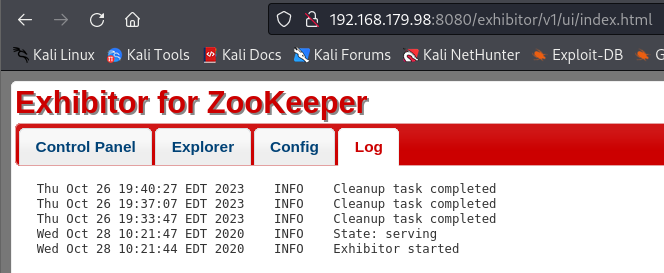 192.168.179.98:8080/exhibitor/v1/ui/index.html
Kali Linux Kali Tools Kali Docs Kali Forums Kali NetHunter Exploit-DB
Exhibitor for ZooKeeper
Control Panel Explorer Config Log
Thu Oct 26 19:40:27 EDT 2023 INFO Cleanup task completed
Thu Oct 26 19:37:07 EDT 2023 INFO Cleanup task completed
Thu Oct 26 19:33:47 EDT 2023 INFO Cleanup task completed
Wed Oct 28 10:21:47 EDT 2020 INFO State: serving
Wed Oct 28 10:21:44 EDT 2020 INFO Exhibitor started